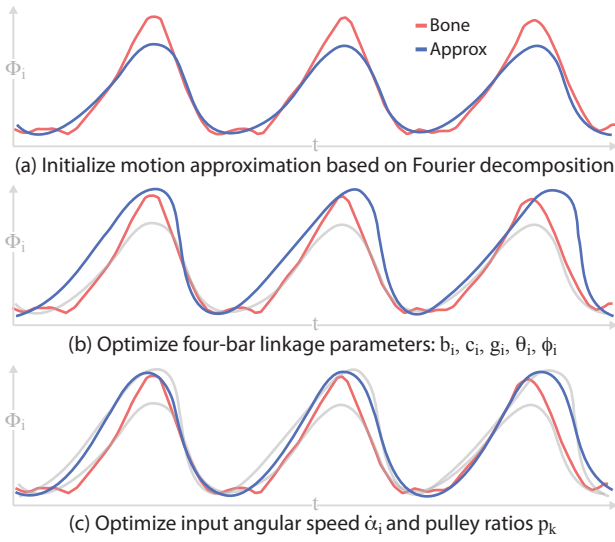 Bone
Approx
Φi
t
(a) Initialize motion approximation based on Fourier decomposition
Φi
t
(b) Optimize four-bar linkage parameters: bi, ci, gi, θi, ϕi
Φi
t
(c) Optimize input angular speed α̇i and pulley ratios pk